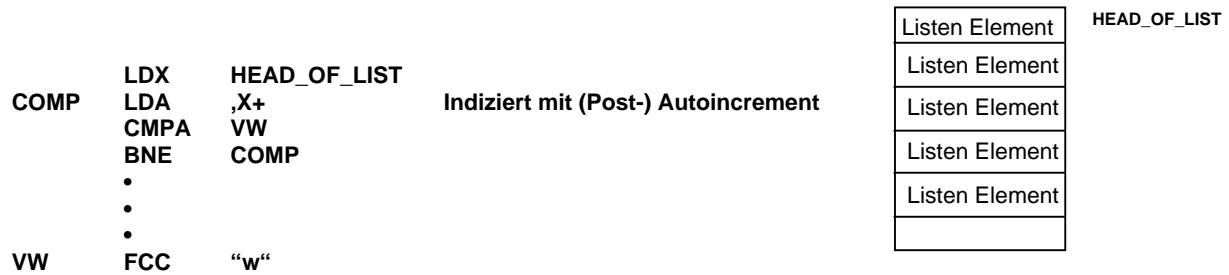 LDX HEAD_OF_LIST
COMP LDA ,X+ Indiziert mit (Post-) Autoincrement
CMPA VW
BNE COMP
•
•
•
VW FCC “w“
Listen Element HEAD_OF_LIST
Listen Element
Listen Element
Listen Element
Listen Element